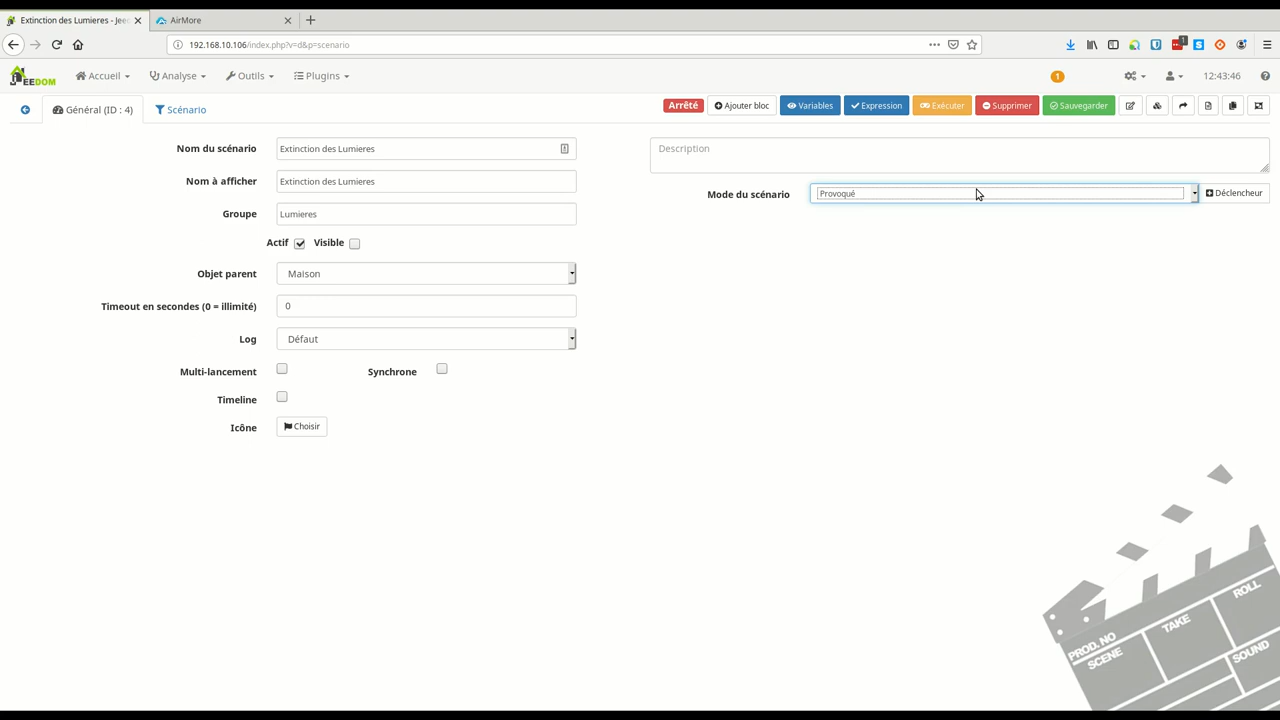 Extinction des Lumieres - Jeed
AirMore
192.168.10.106/index.php?v=d&p=scenario
1
JEEDOM
Accueil
Analyse
Outils
Plugins
1
12:43:46
Général (ID : 4)
Scénario
Arrêté
Ajouter bloc
Variables
Expression
Exécuter
Supprimer
Sauvegarder
Nom du scénario
Extinction des Lumieres
Description
Nom à afficher
Extinction des Lumieres
Mode du scénario
Provoqué
Déclencheur
Groupe
Lumieres
Actif
Visible
Objet parent
Maison
Timeout en secondes (0 = illimité)
0
Log
Défaut
Multi-lancement
Synchrone
Timeline
Icône
Choisir
PROD. NO
SCENE
TAKE
ROLL
SOUND